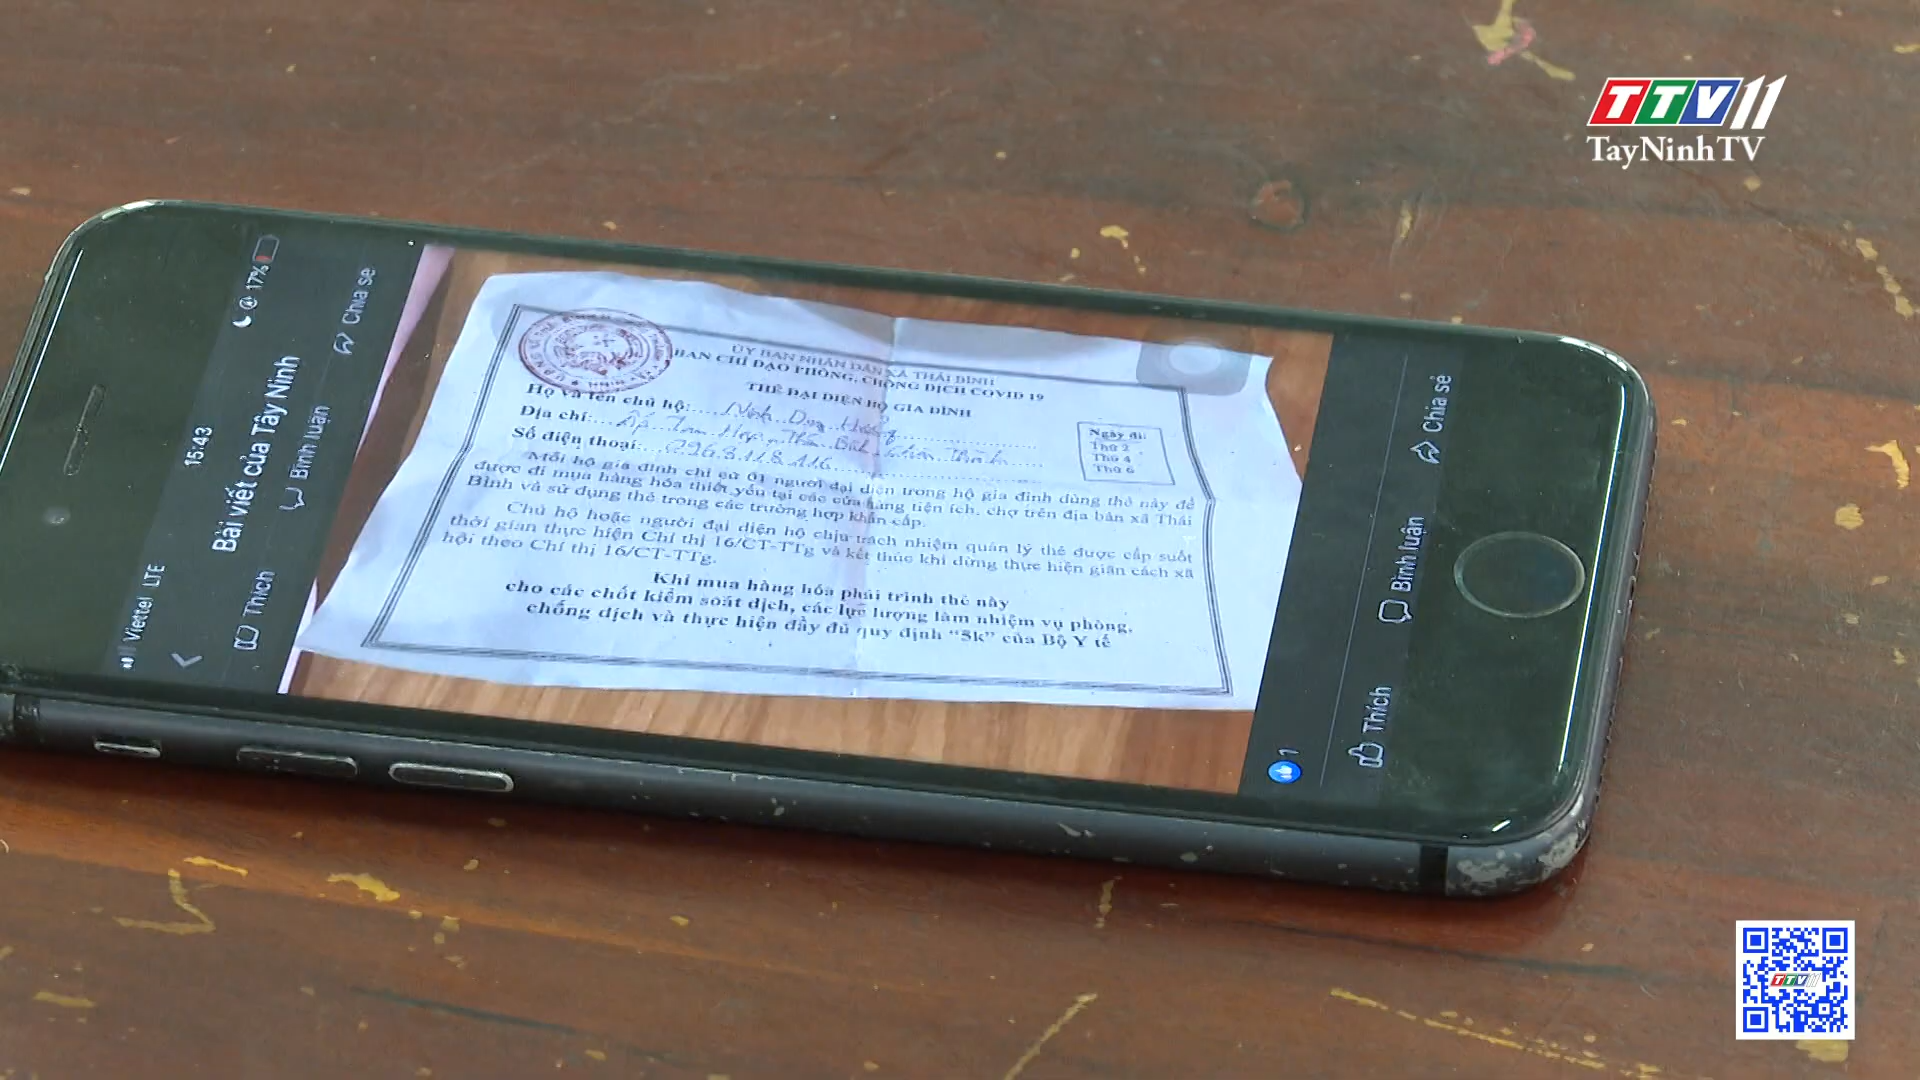 TTV11
TayNinhTV
Viettel LTE
15:43
@ 17%
Bài viết của Tây Ninh
Thích
Bình luận
Chia sẻ
ỦY BAN NHÂN DÂN XÃ THÁI BÌNH
BAN CHỈ ĐẠO PHÒNG, CHỐNG DỊCH COVID 19
THẺ ĐẠI DIỆN HỘ GIA ĐÌNH
Họ và tên chủ hộ:
Địa chỉ:
Số điện thoại:
Ngày đi:
Thứ 2
Thứ 4
Thứ 6
Mỗi hộ gia đình chỉ cử 01 người đại diện trong hộ gia đình dùng thẻ này để
được đi mua hàng hóa thiết yếu tại các cửa hàng tiện ích, chợ trên địa bàn xã Thái
Bình và sử dụng thẻ trong các trường hợp khẩn cấp.
Chủ hộ hoặc người đại diện hộ chịu trách nhiệm quản lý thẻ được cấp suốt
thời gian thực hiện Chỉ thị 16/CT-TTg và kết thúc khi dừng thực hiện giãn cách xã
hội theo Chỉ thị 16/CT-TTg.
Khi mua hàng hóa phải trình thẻ này
cho các chốt kiểm soát dịch, các lực lượng làm nhiệm vụ phòng,
chống dịch và thực hiện đầy đủ quy định "5k" của Bộ Y tế
1
Thích
Bình luận
Chia sẻ
TTV11